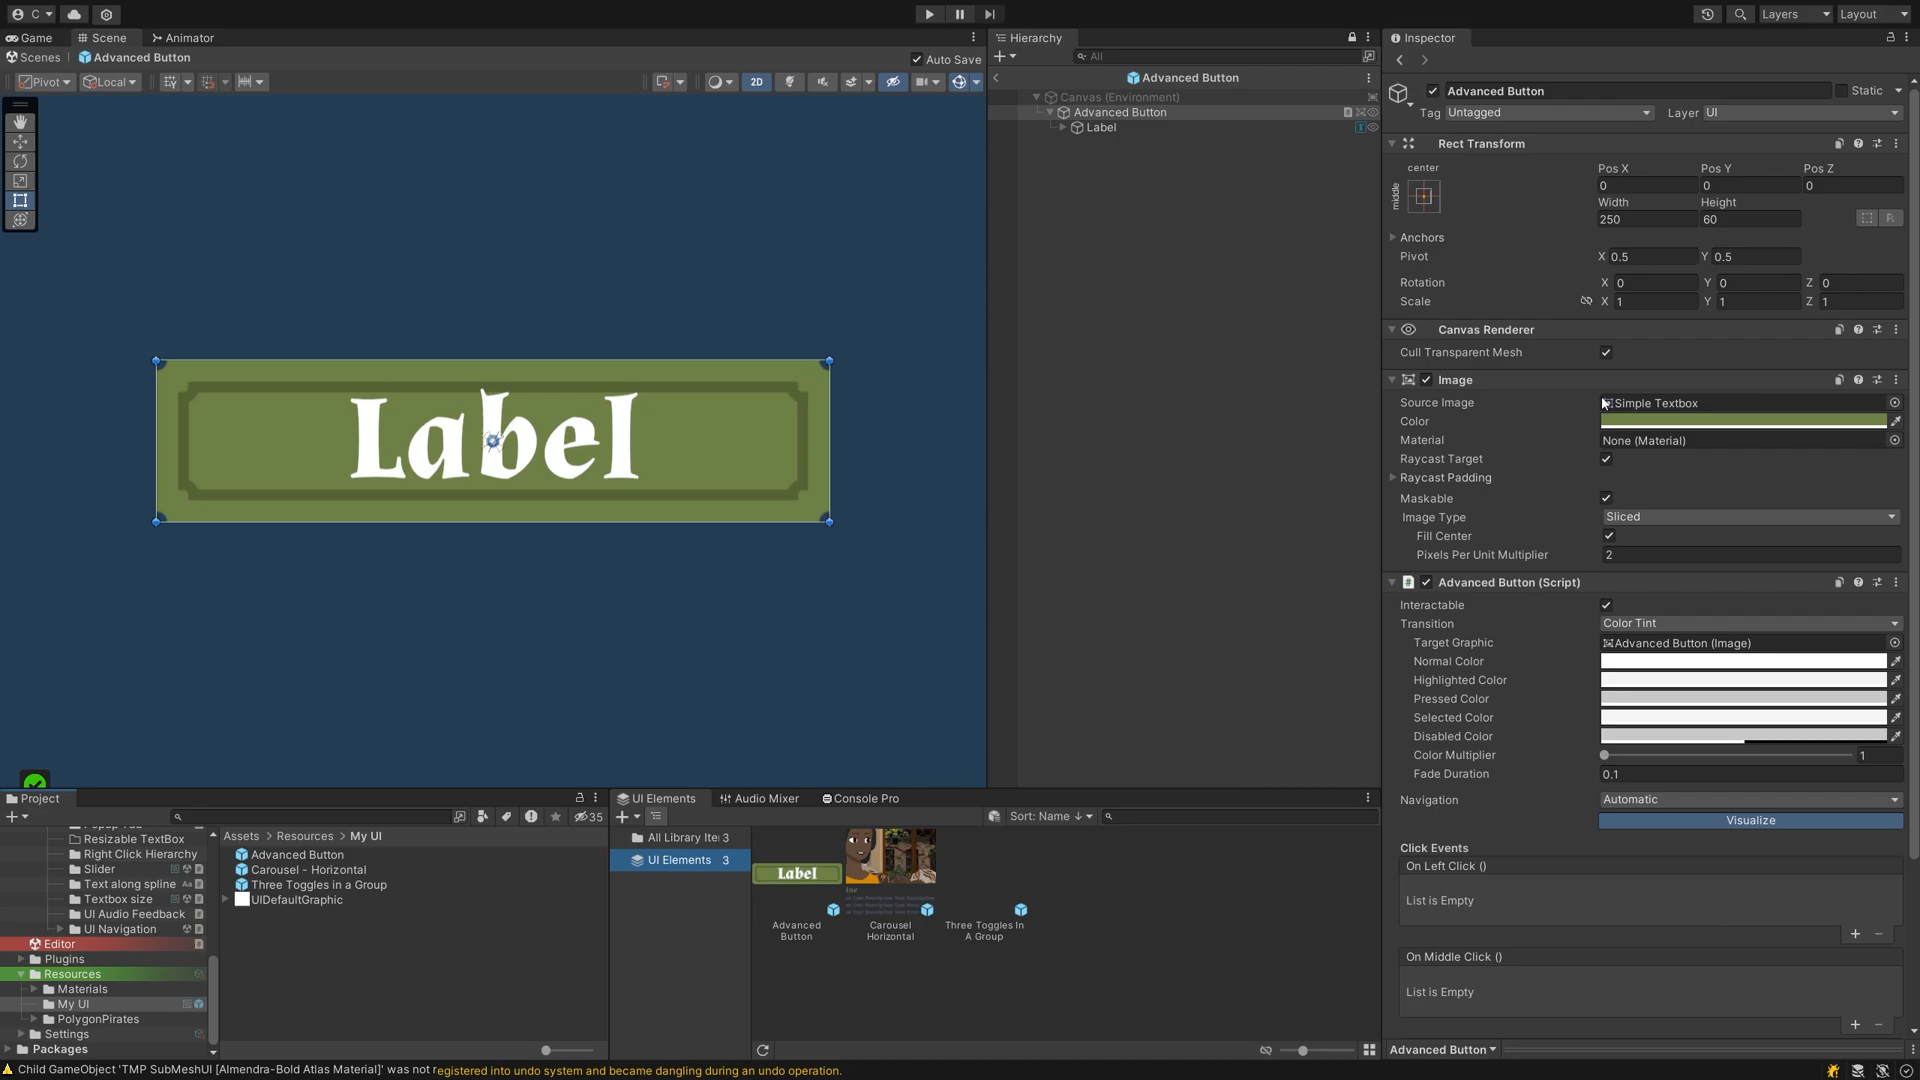 C
Layers
Layout
Game
Scene
Animator
Scenes
Advanced Button
Auto Save
Pivot
Local
2D
Label
Hierarchy
All
Advanced Button
Canvas (Environment)
Advanced Button
Label
Inspector
Advanced Button
Static
Tag
Untagged
Layer
UI
Rect Transform
center
middle
Pos X
Pos Y
Pos Z
0
0
0
Width
Height
250
60
R
Anchors
Pivot
X
0.5
Y
0.5
Rotation
X
0
Y
0
Z
0
Scale
X
1
Y
1
Z
1
Canvas Renderer
Cull Transparent Mesh
Image
Source Image
Simple Textbox
Color
Material
None (Material)
Raycast Target
Raycast Padding
Maskable
Image Type
Sliced
Fill Center
Pixels Per Unit Multiplier
2
Advanced Button (Script)
Interactable
Transition
Color Tint
Target Graphic
Advanced Button (Image)
Normal Color
Highlighted Color
Pressed Color
Selected Color
Disabled Color
Color Multiplier
1
Fade Duration
0.1
Navigation
Automatic
Visualize
Click Events
On Left Click ()
List is Empty
On Middle Click ()
List is Empty
Advanced Button
Project
35
Resizable TextBox
Right Click Hierarchy
Slider
Text along spline
Textbox size
UI Audio Feedback
UI Navigation
Editor
Plugins
Resources
Materials
My UI
PolygonPirates
Settings
Packages
Assets > Resources > My UI
Advanced Button
Carousel - Horizontal
Three Toggles in a Group
UIDefaultGraphic
UI Elements
Audio Mixer
Console Pro
Sort: Name
All Library Ite
3
UI Elements
3
Label
Advanced
Button
Carousel
Horizontal
Three Toggles In
A Group
Child GameObject 'TMP SubMeshUI [Almendra-Bold Atlas Material]' was not registered into undo system and became dangling during an undo operation.